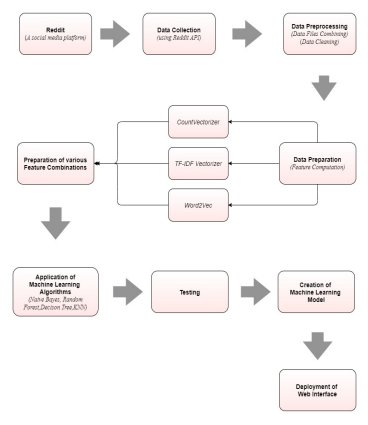 Reddit
(A social media platform)
Data Collection
(using Reddit API)
Data Preprocessing
(Data Files Combining)
(Data Cleaning)
CountVectorizer
Preparation of various
Feature Combinations
TF-IDF Vectorizer
Data Preparation
(Feature Computation)
Word2Vec
Application of
Machine Learning
Algorithms
(Naive Bayes, Random
Forest,Decison Tree,KNN)
Testing
Creation of
Machine Learning
Model
Deployment of
Web Interface